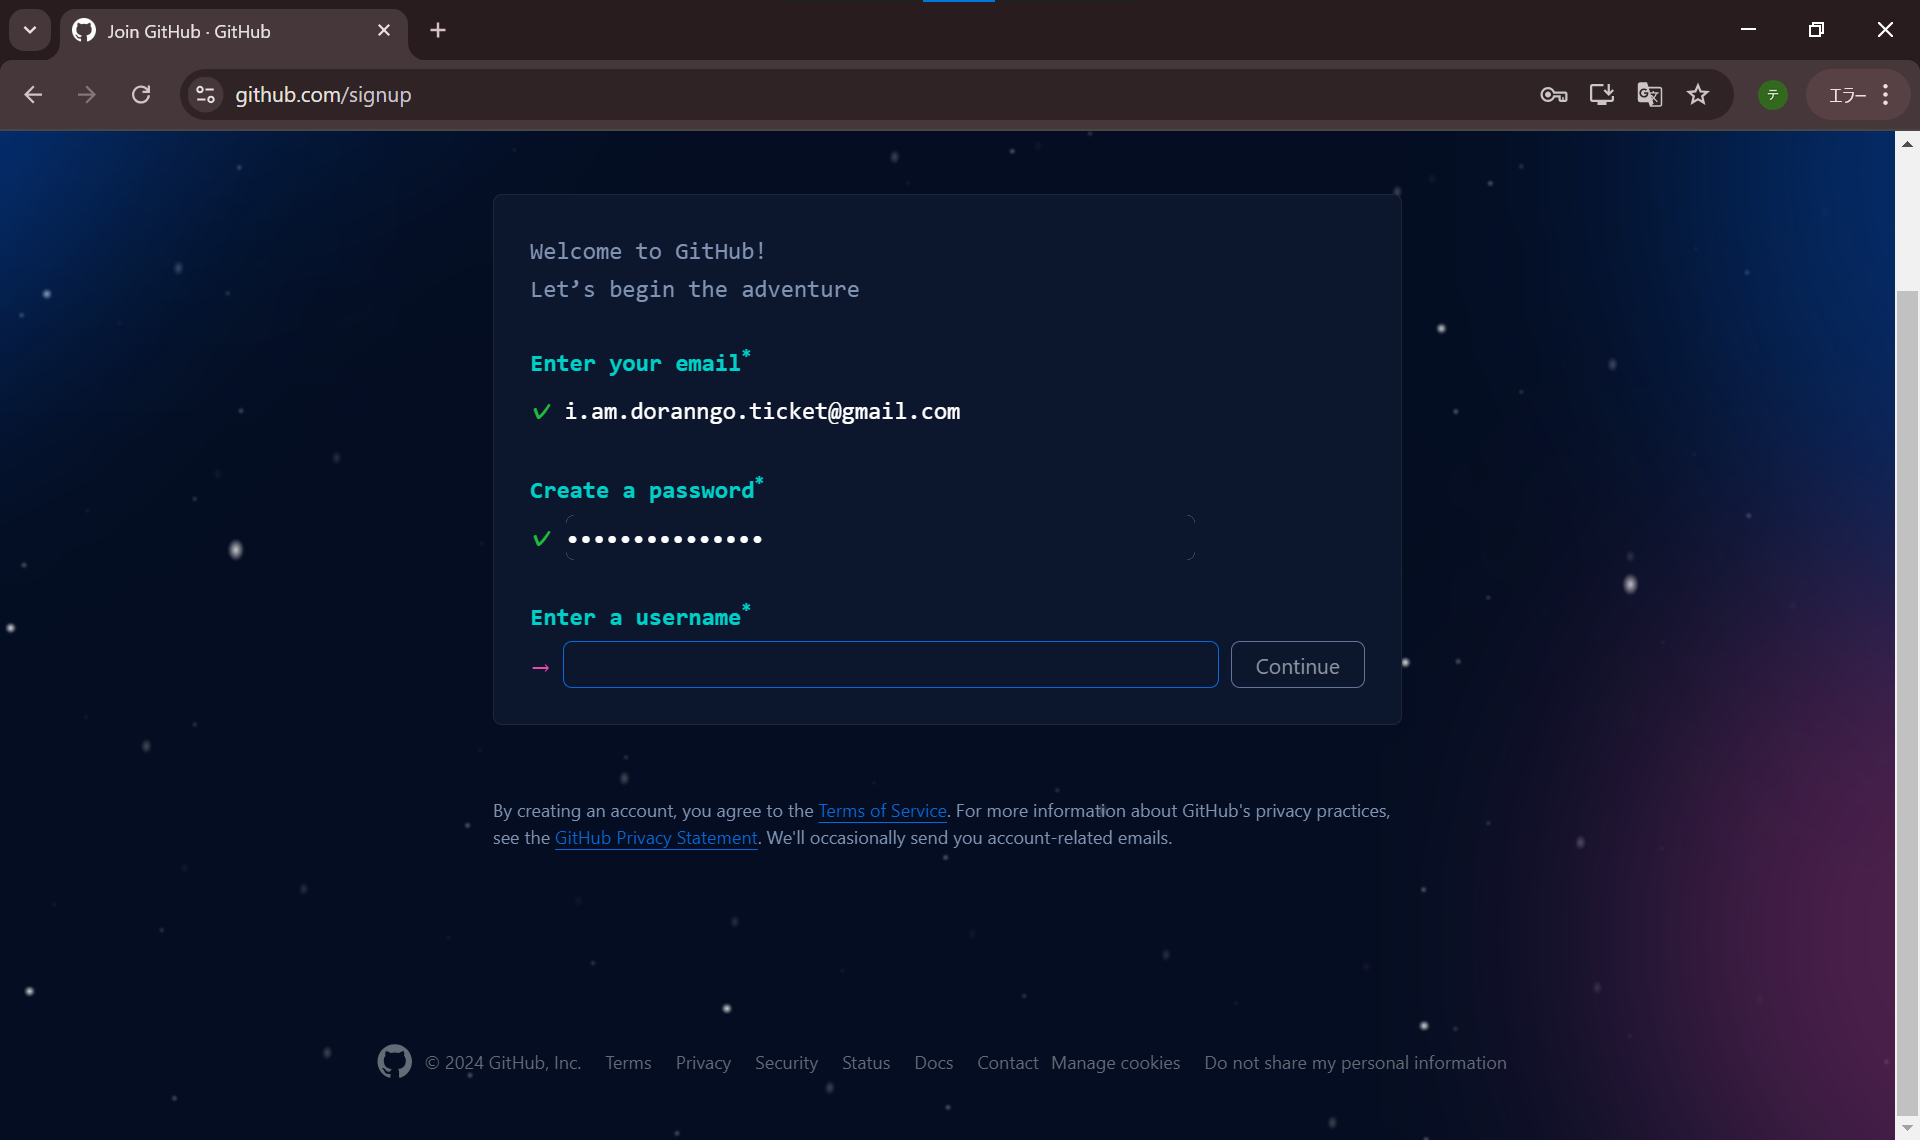 Join GitHub · GitHub
github.com/signup
テ
エラー
Welcome to GitHub!
Let’s begin the adventure
Enter your email*
✓ i.am.doranngo.ticket@gmail.com
Create a password*
✓ •••••••••••••••
Enter a username*
→
Continue
By creating an account, you agree to the Terms of Service. For more information about GitHub's privacy practices,
see the GitHub Privacy Statement. We'll occasionally send you account-related emails.
© 2024 GitHub, Inc. Terms Privacy Security Status Docs Contact Manage cookies Do not share my personal information